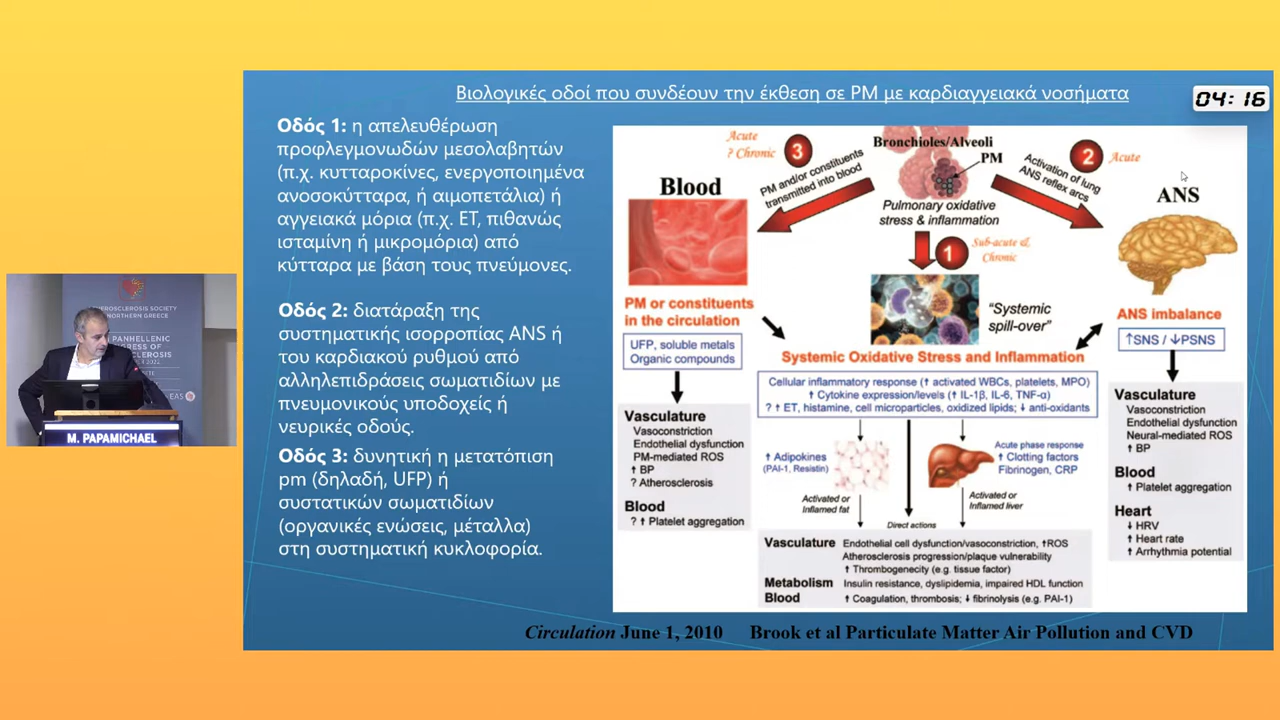 Βιολογικές οδοί που συνδέουν την έκθεση σε PM με καρδιαγγειακά νοσήματα
04:16
Οδός 1: η απελευθέρωση
προφλεγμονωδών μεσολαβητών
(π.χ. κυτταροκίνες, ενεργοποιημένα
ανοσοκύτταρα, ή αιμοπετάλια) ή
αγγειακά μόρια (π.χ. ET, πιθανώς
ισταμίνη ή μικρομόρια) από
κύτταρα με βάση τους πνεύμονες.
Οδός 2: διατάραξη της
συστηματικής ισορροπίας ANS ή
του καρδιακού ρυθμού από
αλληλεπιδράσεις σωματιδίων με
πνευμονικούς υποδοχείς ή
νευρικές οδούς.
Οδός 3: δυνητική η μετατόπιση
pm (δηλαδή, UFP) ή
συστατικών σωματιδίων
(οργανικές ενώσεις, μέταλλα)
στη συστηματική κυκλοφορία.
Acute
? Chronic
3
PM and/or constituents
transmitted into blood
Bronchioles/Alveoli
PM
Pulmonary oxidative
stress & inflammation
2
Acute
Activation of lung
ANS reflex arcs
Blood
ANS
1
Sub-acute &
Chronic
"Systemic
spill-over"
PM or constituents
in the circulation
UFP, soluble metals
Organic compounds
ANS imbalance
↑SNS / ↓PSNS
Systemic Oxidative Stress and Inflammation
Cellular inflammatory response (↑ activated WBCs, platelets, MPO)
↑ Cytokine expression/levels (↑ IL-1β, IL-6, TNF-α)
? ↑ ET, histamine, cell microparticles, oxidized lipids; ↓ anti-oxidants
Vasculature
Vasoconstriction
Endothelial dysfunction
PM-mediated ROS
↑ BP
? Atherosclerosis
Blood
? ↑ Platelet aggregation
↑ Adipokines
(PAI-1, Resistin)
Acute phase response
↑ Clotting factors
Fibrinogen, CRP
Activated or
Inflamed fat
Activated or
Inflamed liver
Direct actions
Vasculature
Vasoconstriction
Endothelial dysfunction
Neural-mediated ROS
↑ BP
Blood
↑ Platelet aggregation
Heart
↓ HRV
↑ Heart rate
↑ Arrhythmia potential
Vasculature Endothelial cell dysfunction/vasoconstriction, ↑ROS
Atherosclerosis progression/plaque vulnerability
↑ Thrombogenecity (e.g. tissue factor)
Metabolism Insulin resistance, dyslipidemia, impaired HDL function
Blood ↑ Coagulation, thrombosis; ↓ fibrinolysis (e.g. PAI-1)
Circulation June 1, 2010 Brook et al Particulate Matter Air Pollution and CVD
M. PAPAMICHAEL